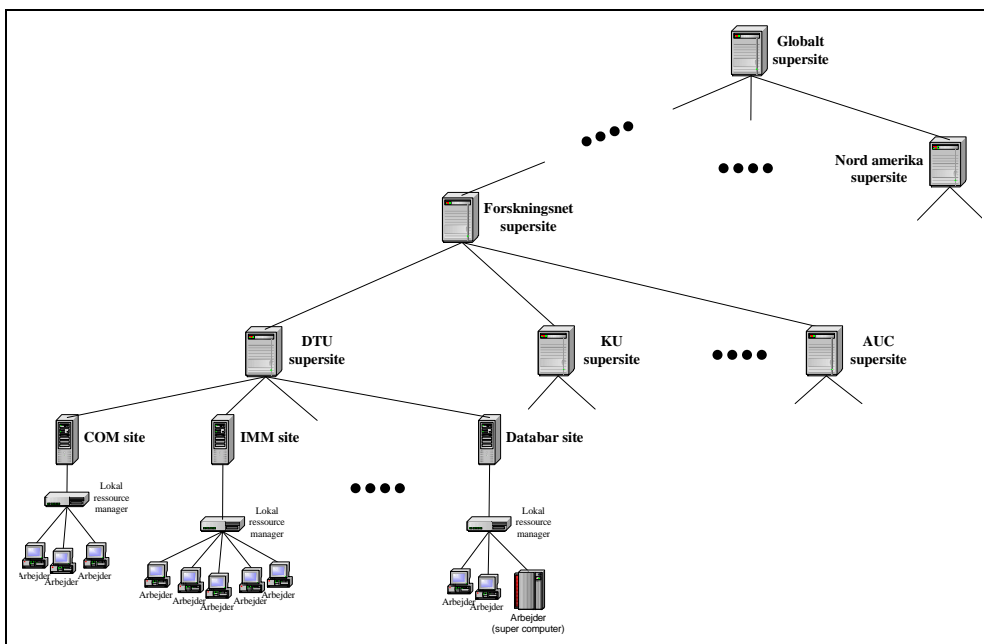 Globalt
supersite
Nord amerika
supersite
Forskningsnet
supersite
DTU
supersite
KU
supersite
AUC
supersite
COM site
IMM site
Databar site
Lokal
ressource
manager
Lokal
ressource
manager
Lokal
ressource
manager
Arbejder
Arbejder
Arbejder
Arbejder
Arbejder
Arbejder
Arbejder
Arbejder
Arbejder
Arbejder
Arbejder
(super computer)